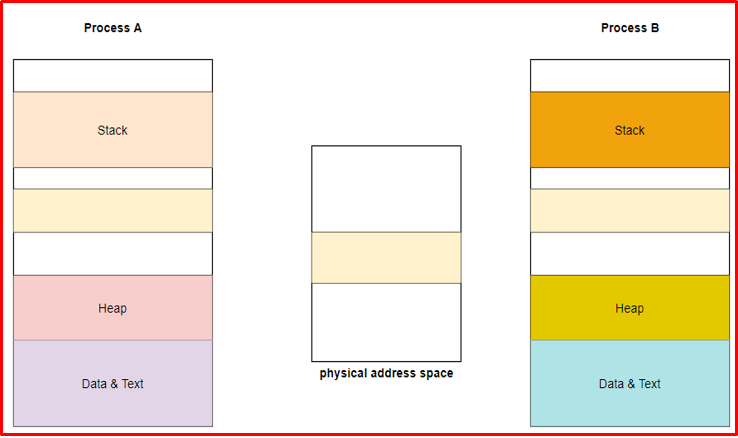 Process A
Process B
Stack
Stack
Heap
Heap
physical address space
Data & Text
Data & Text